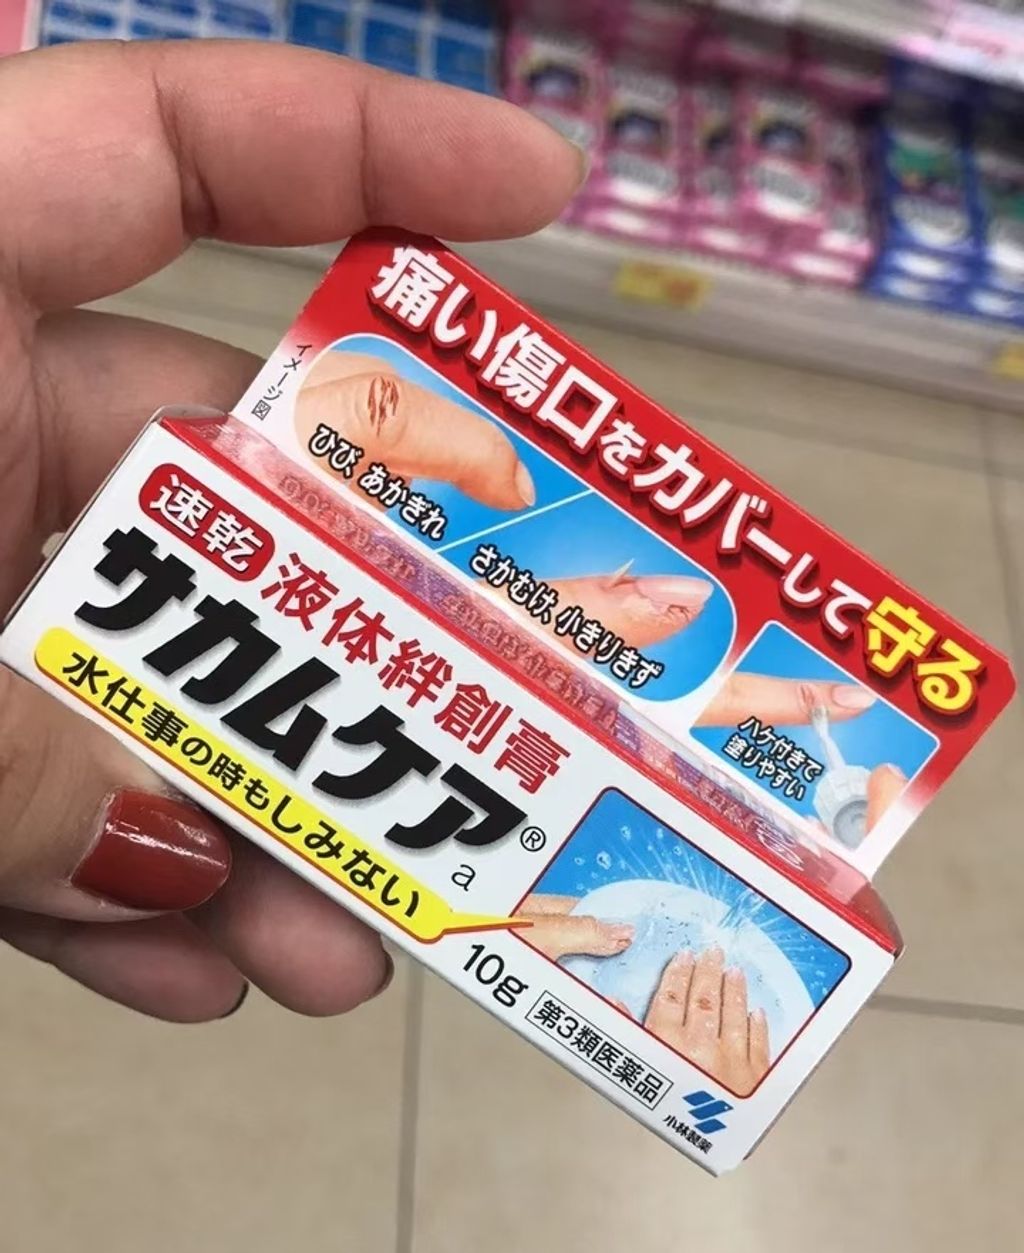 痛い傷口をカバーして守る
イメージ図
ひび、あかぎれ
さかむけ、小きりきず
ハケ付きで
塗りやすい
速乾 液体絆創膏
サカムケア®
a
水仕事の時もしみない
10g
第3類医薬品
小林製薬